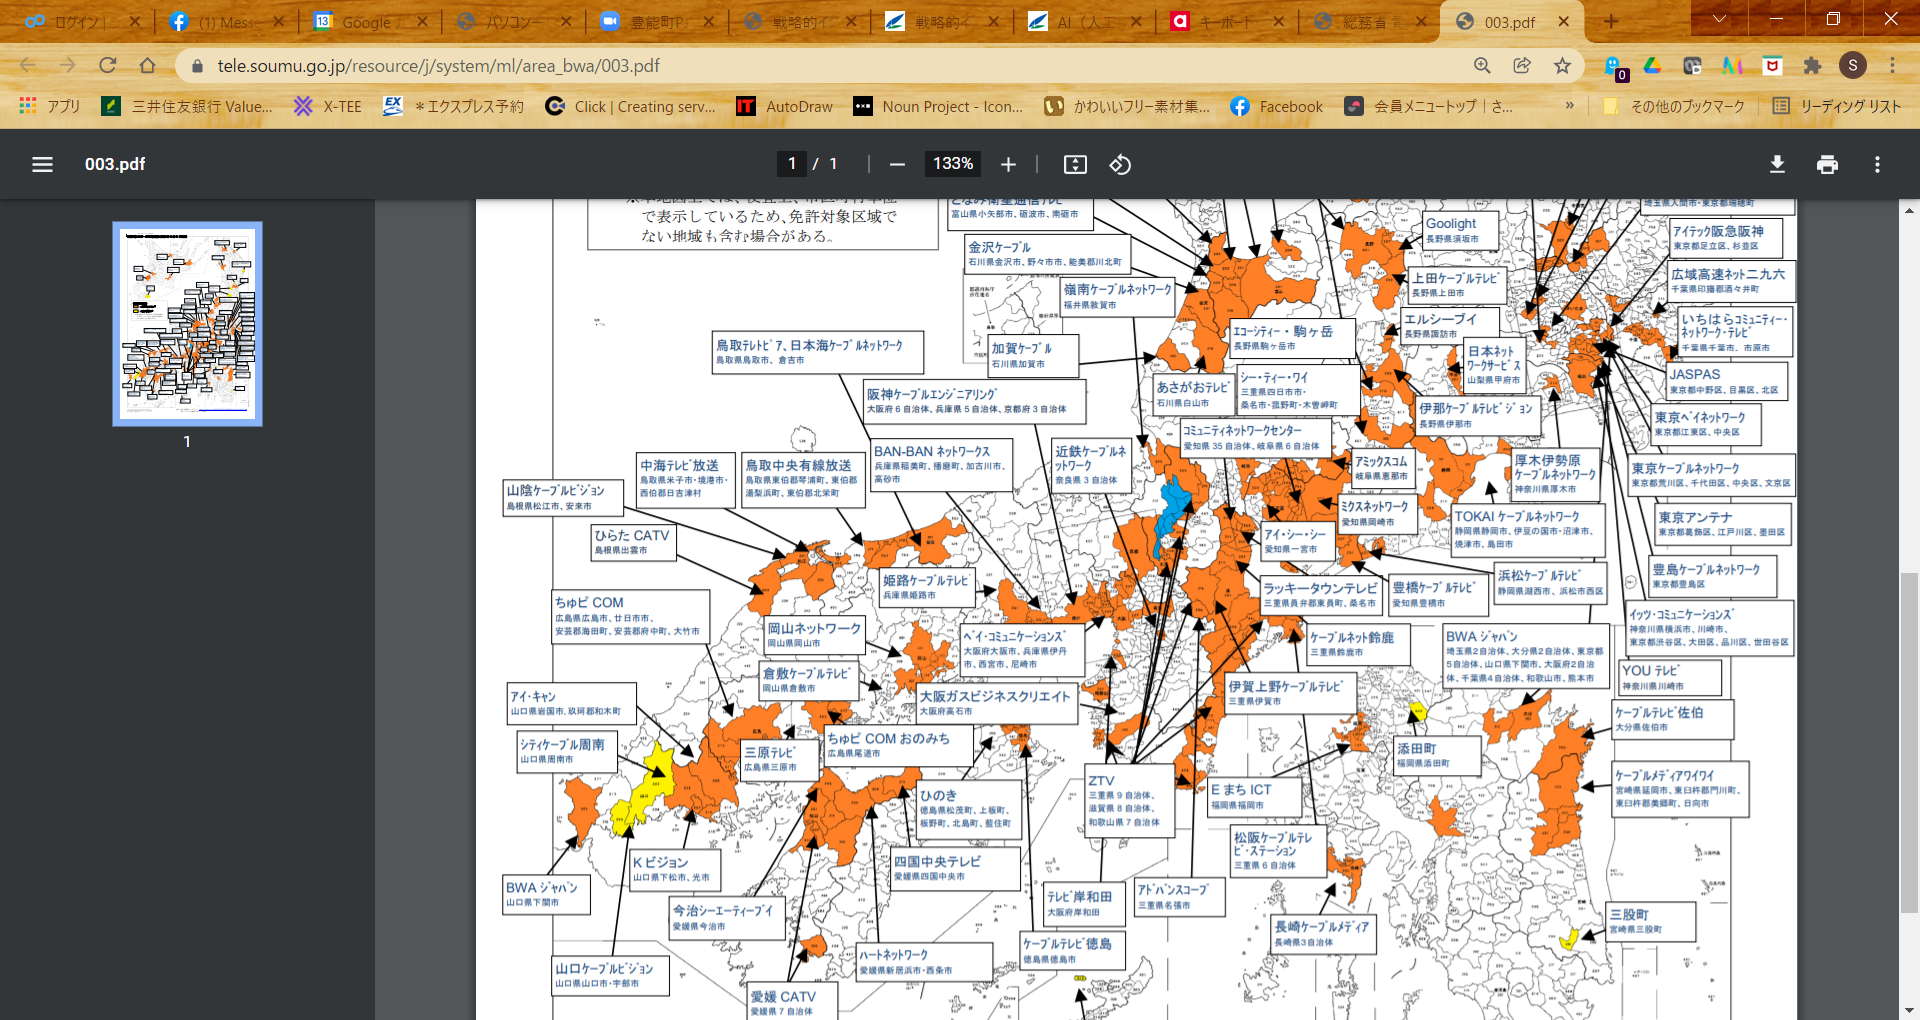 ログイン |
(1) Mess
Google
パソコン
豊能町P
戦略的イ
戦略的イ
AI（人工
キーボード
総務省 電
003.pdf
tele.soumu.go.jp/resource/j/system/ml/area_bwa/003.pdf
0
S
アプリ
三井住友銀行 Value...
X-TEE
＊エクスプレス予約
Click | Creating serv...
AutoDraw
Noun Project - Icon...
かわいいフリー素材集...
Facebook
会員メニュートップ | さ...
»
その他のブックマーク
リーディング リスト
003.pdf
1 / 1
133%
1
で表示しているため、免許対象区域で
ない地域も含む場合がある。
となみ衛星通信テレビ
富山県小矢部市、砺波市、南砺市
金沢ケーブル
石川県金沢市、野々市市、能美郡川北町
嶺南ケーブルネットワーク
福井県敦賀市
加賀ケーブル
石川県加賀市
あさがおテレビ
石川県白山市
エコーシティー・駒ヶ岳
長野県駒ヶ岳市
シー・ティー・ワイ
三重県四日市市・
桑名市・菰野町・木曽岬町
コミュニティネットワークセンター
愛知県 35 自治体、岐阜県 6 自治体
Goolight
長野県須坂市
上田ケーブルテレビ
長野県上田市
エルシーブイ
長野県諏訪市
日本ネット
ワークサービス
山梨県甲府市
伊那ケーブルテレビジョン
長野県伊那市
埼玉県入間市・東京都瑞穂町
アイテック阪急阪神
東京都足立区、杉並区
広域高速ネット二九六
千葉県印旛郡酒々井町
いちはらコミュニティー・
ネットワーク・テレビ
千葉県千葉市、市原市
JASPAS
東京都中野区、目黒区、北区
東京ベイネットワーク
東京都江東区、中央区
東京ケーブルネットワーク
東京都荒川区、千代田区、中央区、文京区
東京アンテナ
東京都葛飾区、江戸川区、墨田区
豊島ケーブルネットワーク
東京都豊島区
イッツ・コミュニケーションズ
神奈川県横浜市、川崎市、
東京都渋谷区、大田区、品川区、世田谷区
YOU テレビ
神奈川県川崎市
鳥取テレトピア、日本海ケーブルネットワーク
鳥取県鳥取市、倉吉市
阪神ケーブルエンジニアリング
大阪府 6 自治体、兵庫県 5 自治体、京都府 3 自治体
BAN-BAN ネットワークス
兵庫県稲美町、播磨町、加古川市、
高砂市
近鉄ケーブルネ
ットワーク
奈良県 3 自治体
中海テレビ放送
鳥取県米子市・境港市・
西伯郡日吉津村
鳥取中央有線放送
鳥取県東伯郡琴浦町、東伯郡
湯梨浜町、東伯郡北栄町
山陰ケーブルビジョン
島根県松江市、安来市
ひらた CATV
島根県出雲市
アミックスコム
岐阜県恵那市
ミクスネットワーク
愛知県岡崎市
アイ・シー・シー
愛知県一宮市
厚木伊勢原
ケーブルネットワーク
神奈川県厚木市
TOKAI ケーブルネットワーク
静岡県静岡市、伊豆の国市・沼津市、
焼津市、島田市
浜松ケーブルテレビ
静岡県湖西市、浜松市西区
ラッキータウンテレビ
三重県員弁郡東員町、桑名市
豊橋ケーブルテレビ
愛知県豊橋市
姫路ケーブルテレビ
兵庫県姫路市
ちゅピ COM
広島県広島市、廿日市市、
安芸郡海田町、安芸郡府中町、大竹市
岡山ネットワーク
岡山県岡山市
倉敷ケーブルテレビ
岡山県倉敷市
ベイ・コミュニケーションズ
大阪府大阪市、兵庫県伊丹
市、西宮市、尼崎市
大阪ガスビジネスクリエイト
大阪府高石市
ケーブルネット鈴鹿
三重県鈴鹿市
BWA ジャパン
埼玉県2自治体、大分県2自治体、東京都
5自治体、山口県下関市、大阪府2自治
体、千葉県4自治体、和歌山市、熊本市
伊賀上野ケーブルテレビ
三重県伊賀市
アイ・キャン
山口県岩国市、玖珂郡和木町
シティケーブル周南
山口県周南市
三原テレビ
広島県三原市
ちゅピ COM おのみち
広島県尾道市
ひのき
徳島県松茂町、上板町、
板野町、北島町、藍住町
ZTV
三重県 9 自治体、
滋賀県 8 自治体、
和歌山県 7 自治体
E まち ICT
福岡県福岡市
添田町
福岡県添田町
ケーブルテレビ佐伯
大分県佐伯市
ケーブルメディアワイワイ
宮崎県延岡市、東臼杵郡門川町、
東臼杵郡美郷町、日向市
松阪ケーブルテレ
ビ・ステーション
三重県 6 自治体
K ビジョン
山口県下松市、光市
四国中央テレビ
愛媛県四国中央市
BWA ジャパン
山口県下関市
今治シーエーティーブイ
愛媛県今治市
テレビ岸和田
大阪府岸和田
アドバンスコープ
三重県名張市
長崎ケーブルメディア
長崎県3自治体
三股町
宮崎県三股町
ハートネットワーク
愛媛県新居浜市・西条市
ケーブルテレビ徳島
徳島県徳島市
山口ケーブルビジョン
山口県山口市・宇部市
愛媛 CATV
愛媛県 7 自治体